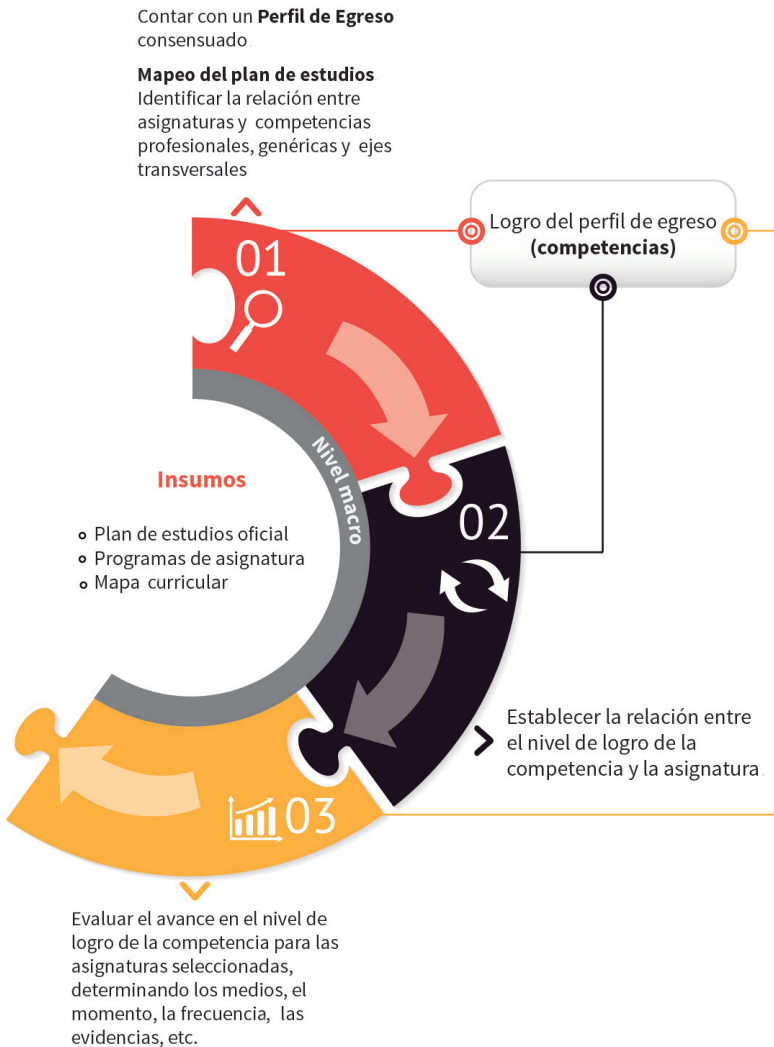 Contar con un Perfil de Egreso
consensuado
Mapeo del plan de estudios
Identificar la relación entre
asignaturas y competencias
profesionales, genéricas y ejes
transversales
Logro del perfil de egreso
(competencias)
01
Nivel macro
Insumos
Plan de estudios oficial
Programas de asignatura
Mapa curricular
02
Establecer la relación entre
el nivel de logro de la
competencia y la asignatura
03
Evaluar el avance en el nivel de
logro de la competencia para las
asignaturas seleccionadas,
determinando los medios, el
momento, la frecuencia, las
evidencias, etc.